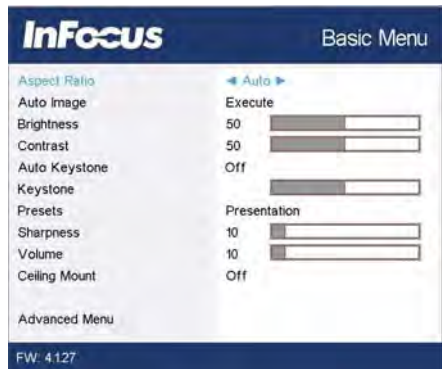 InFocus Basic Menu
Aspect Ratio ◄ Auto ►
Auto Image Execute
Brightness 50
Contrast 50
Auto Keystone Off
Keystone
Presets Presentation
Sharpness 10
Volume 10
Ceiling Mount Off
Advanced Menu
FW: 4.127